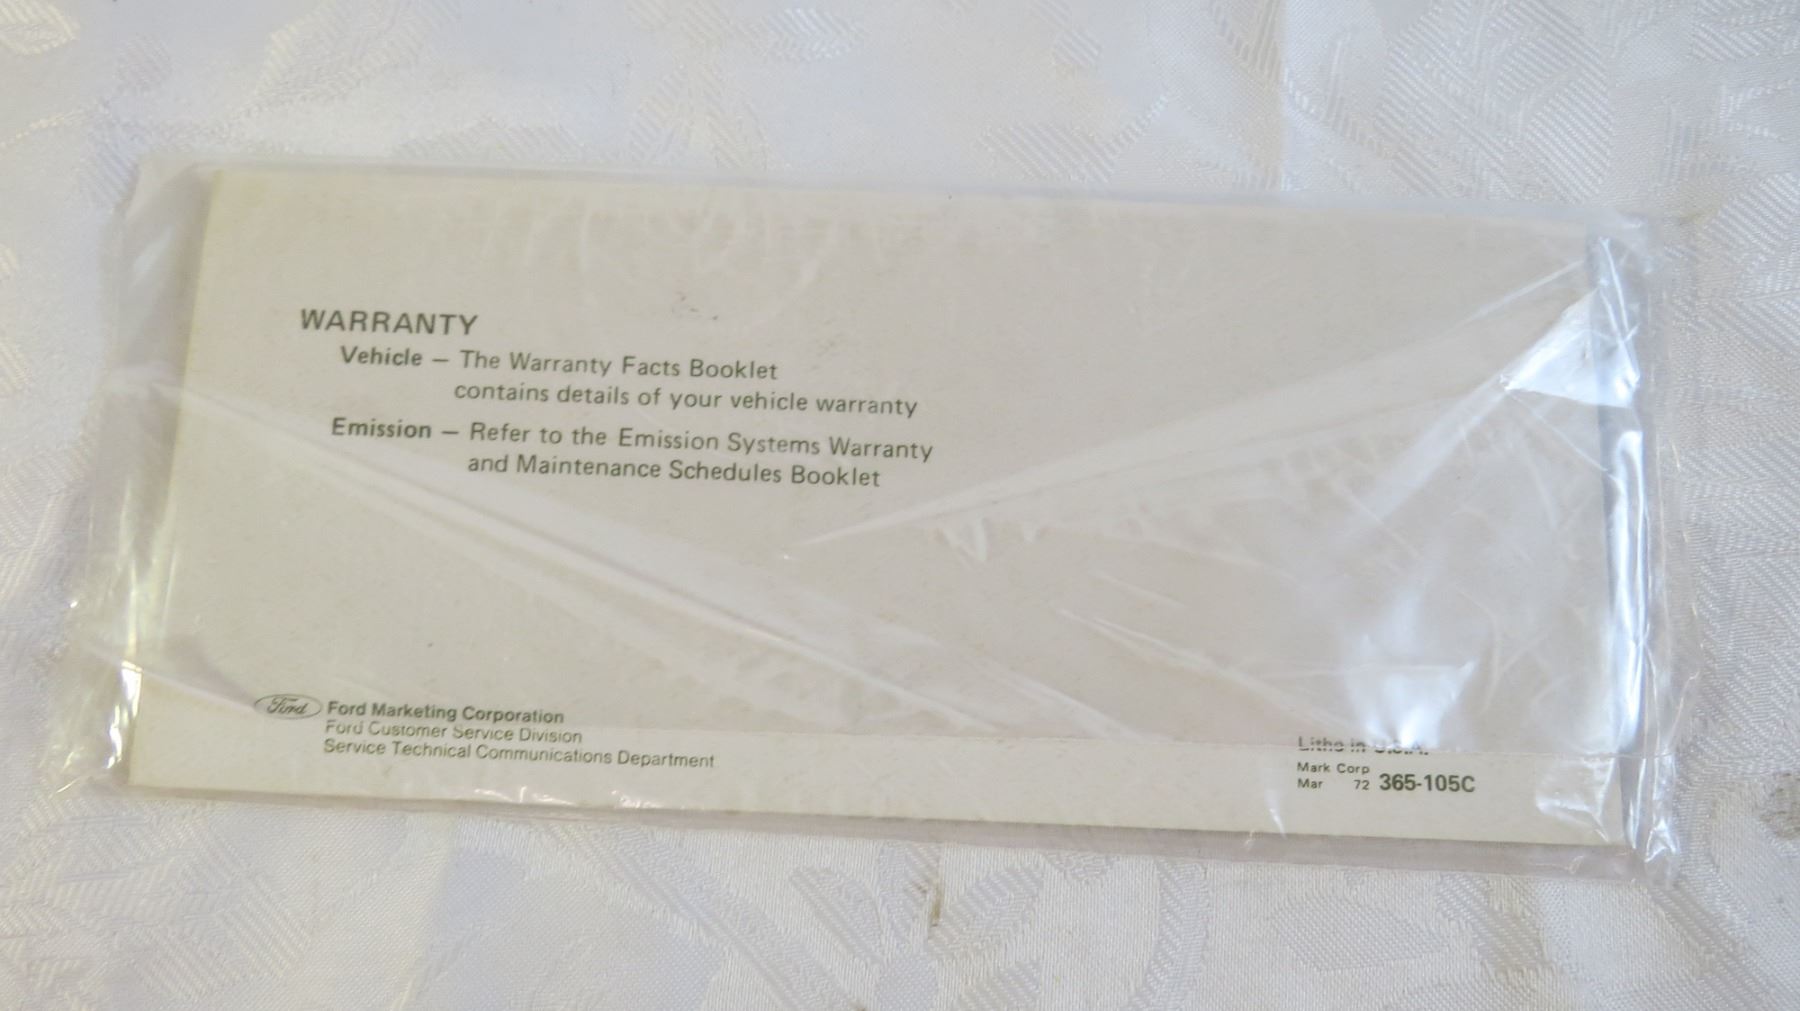 WARRANTY
Vehicle – The Warranty Facts Booklet
contains details of your vehicle warranty
Emission – Refer to the Emission Systems Warranty
and Maintenance Schedules Booklet
Ford Ford Marketing Corporation
Ford Customer Service Division
Service Technical Communications Department
Litho in U.S.A.
Mark Corp
Mar 72 365-105C